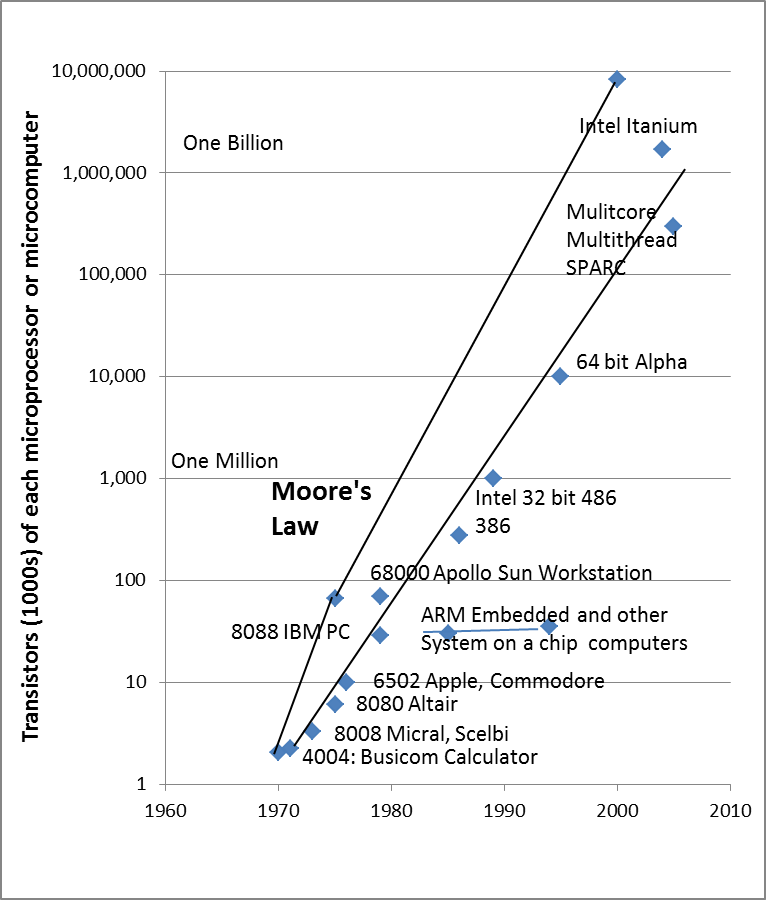 Transistors (1000s) of each microprocessor or microcomputer
10,000,000
1,000,000
100,000
10,000
1,000
100
10
1
One Billion
Intel Itanium
Mulitcore
Multithread
SPARC
64 bit Alpha
One Million
Moore's
Law
Intel 32 bit 486
386
68000 Apollo Sun Workstation
ARM Embedded and other
System on a chip computers
8088 IBM PC
6502 Apple, Commodore
8080 Altair
8008 Micral, Scelbi
4004: Busicom Calculator
1960
1970
1980
1990
2000
2010